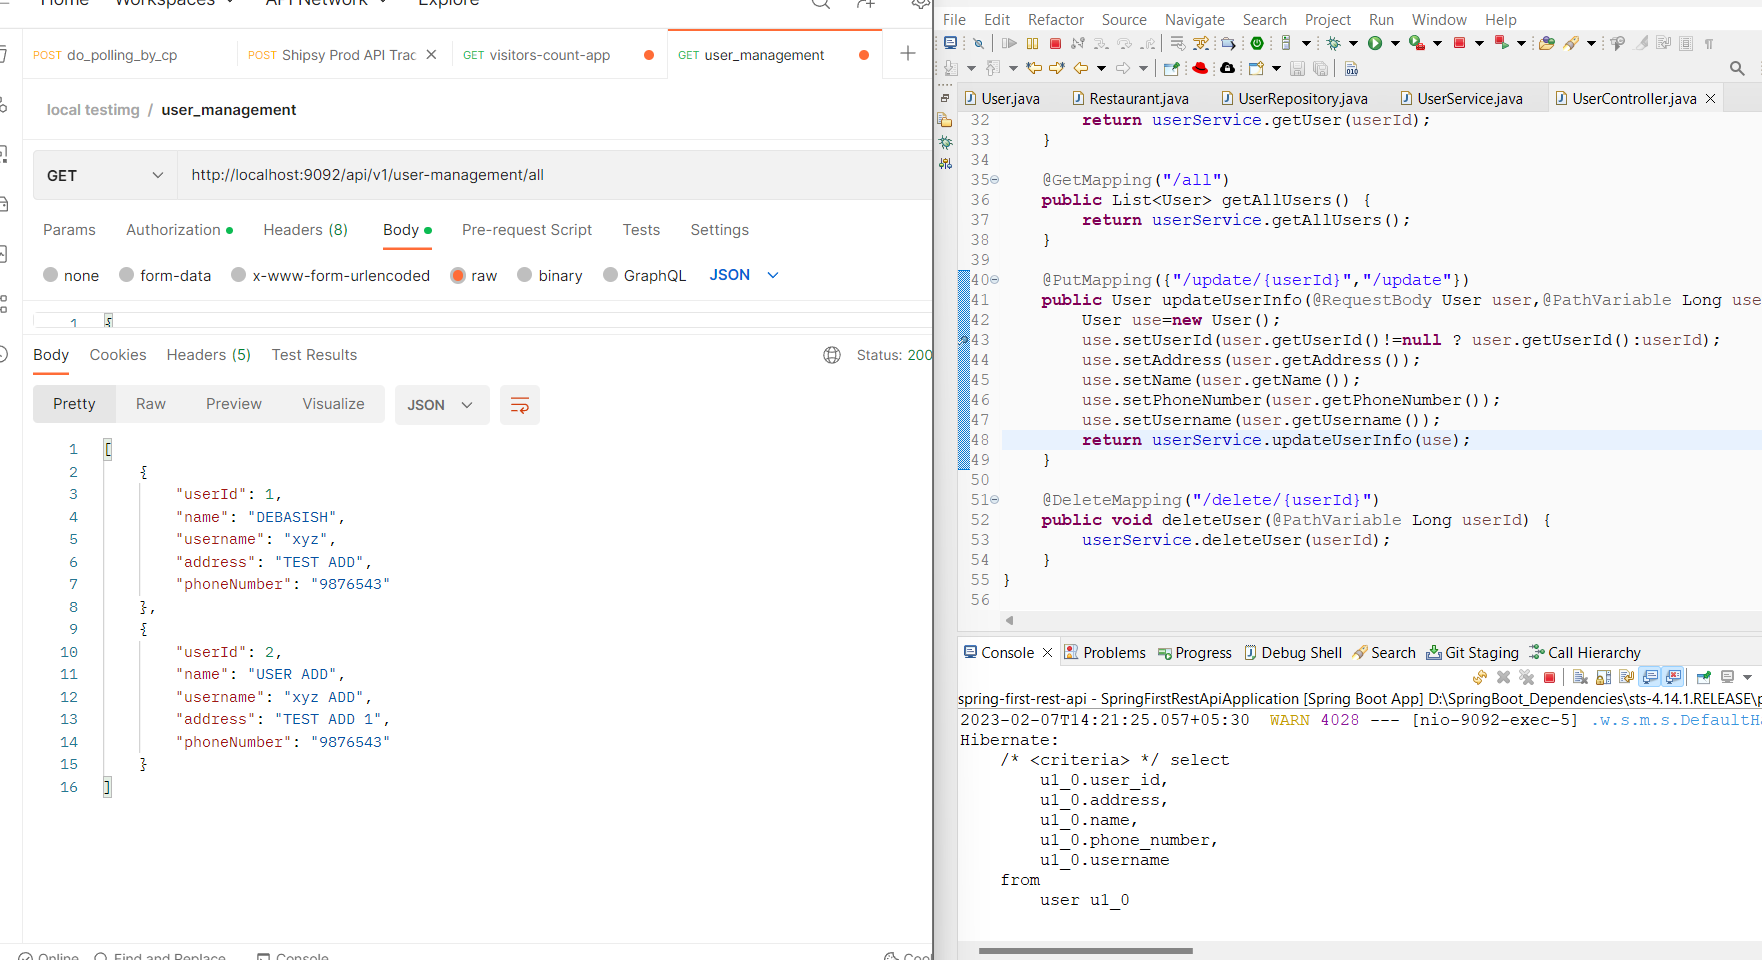 Home Workspaces API Network Explore
POST do_polling_by_cp POST Shipsy Prod API Trac GET visitors-count-app GET user_management
local testimg / user_management
GET http://localhost:9092/api/v1/user-management/all
Params Authorization Headers (8) Body Pre-request Script Tests Settings
none form-data x-www-form-urlencoded raw binary GraphQL JSON
1 {
Body Cookies Headers (5) Test Results Status: 200
Pretty Raw Preview Visualize JSON
1 [
2 {
3 "userId": 1,
4 "name": "DEBASISH",
5 "username": "xyz",
6 "address": "TEST ADD",
7 "phoneNumber": "9876543"
8 },
9 {
10 "userId": 2,
11 "name": "USER ADD",
12 "username": "xyz ADD",
13 "address": "TEST ADD 1",
14 "phoneNumber": "9876543"
15 }
16 ]
Online Find and Replace Console
File Edit Refactor Source Navigate Search Project Run Window Help
User.java Restaurant.java UserRepository.java UserService.java UserController.java
32 return userService.getUser(userId);
33 }
34
35 @GetMapping("/all")
36 public List<User> getAllUsers() {
37 return userService.getAllUsers();
38 }
39
40 @PutMapping({"/update/{userId}","/update"})
41 public User updateUserInfo(@RequestBody User user,@PathVariable Long use
42 User use=new User();
43 use.setUserId(user.getUserId()!=null ? user.getUserId():userId);
44 use.setAddress(user.getAddress());
45 use.setName(user.getName());
46 use.setPhoneNumber(user.getPhoneNumber());
47 use.setUsername(user.getUsername());
48 return userService.updateUserInfo(use);
49 }
50
51 @DeleteMapping("/delete/{userId}")
52 public void deleteUser(@PathVariable Long userId) {
53 userService.deleteUser(userId);
54 }
55 }
56
Console Problems Progress Debug Shell Search Git Staging Call Hierarchy
spring-first-rest-api - SpringFirstRestApiApplication [Spring Boot App] D:\SpringBoot_Dependencies\sts-4.14.1.RELEASE\p
2023-02-07T14:21:25.057+05:30 WARN 4028 --- [nio-9092-exec-5] .w.s.m.s.DefaultHa
Hibernate:
/* <criteria> */ select
u1_0.user_id,
u1_0.address,
u1_0.name,
u1_0.phone_number,
u1_0.username
from
user u1_0